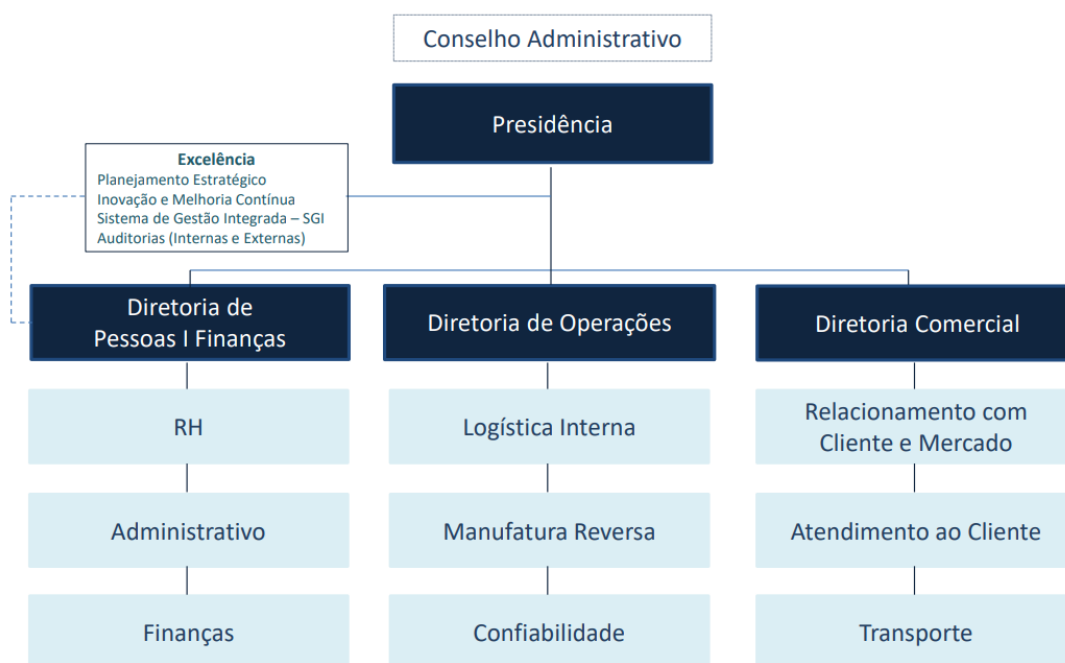 Conselho Administrativo
Presidência
Excelência
Planejamento Estratégico
Inovação e Melhoria Contínua
Sistema de Gestão Integrada – SGI
Auditorias (Internas e Externas)
Diretoria de
Pessoas I Finanças
Diretoria de Operações
Diretoria Comercial
RH
Logística Interna
Relacionamento com
Cliente e Mercado
Administrativo
Manufatura Reversa
Atendimento ao Cliente
Finanças
Confiabilidade
Transporte